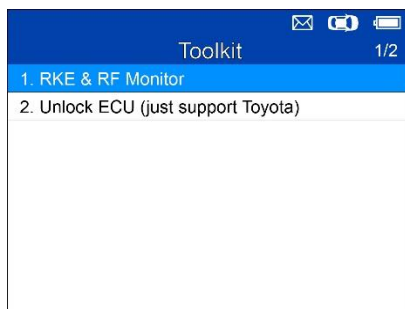 Toolkit 1/2
1. RKE & RF Monitor
2. Unlock ECU (just support Toyota)